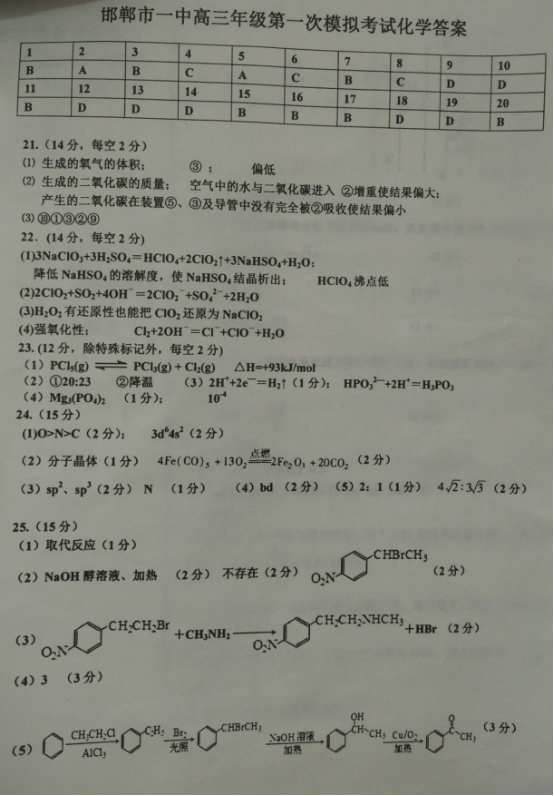 邯郸市一中高三年级第一次模拟考试化学答案
1 2 3 4 5 6 7 8 9 10
B A B C A C B C D D
11 12 13 14 15 16 17 18 19 20
B D D D B B B D D B
21.（14分，每空2分）
⑴ 生成的氧气的体积； ③； 偏低
⑵ 生成的二氧化碳的质量； 空气中的水与二氧化碳进入 ②增重使结果偏大；
产生的二氧化碳在装置⑤、③及导管中没有完全被②吸收使结果偏小
⑶ ⑩①③②⑨
22．(14分，每空2分)
(1)3NaClO₃+3H₂SO₄＝HClO₄+2ClO₂↑+3NaHSO₄+H₂O；
降低 NaHSO₄的溶解度，使 NaHSO₄结晶析出； HClO₄沸点低
(2)2ClO₂+SO₂+4OH⁻＝2ClO₂⁻+SO₄²⁻+2H₂O
(3)H₂O₂有还原性也能把 ClO₂还原为 NaClO₂
(4)强氧化性； Cl₂+2OH⁻＝Cl⁻+ClO⁻+H₂O
23. (12分，除特殊标记外，每空2分)
（1）PCl₅(g) ⇌ PCl₃(g) + Cl₂(g) △H=+93kJ/mol
（2）①20:23 ②降温 （3）2H⁺+2e⁻＝H₂↑（1分）； HPO₃²⁻+2H⁺＝H₃PO₃
（4）Mg₃(PO₄)₂ （1分）； 10⁻⁴
24.（15分）
(1)O>N>C（2分）； 3d⁶4s²（2分）
（2）分子晶体（1分） 4Fe(CO)₅ + 13O₂ 点燃 2Fe₂O₃ + 20CO₂ （2分）
（3）sp²、sp³（2分） N （1分） （4）bd （2分） （5）2：1（1分） 4√2:3√3 （2分）
25.（15分）
（1）取代反应（1分）
（2）NaOH 醇溶液、加热 （2分） 不存在（2分） O₂N CHBrCH₃ （2分）
（3） O₂N CH₂CH₂Br +CH₃NH₂ O₂N CH₂CH₂NHCH₃ +HBr （2分）
（4）3 （3分）
（5） CH₃CH₂Cl AlCl₃ C₂H₅ Br₂ 光照 CHBrCH₃ NaOH溶液 加热 OH CH CH₃ Cu/O₂ 加热 O C CH₃ （3分）